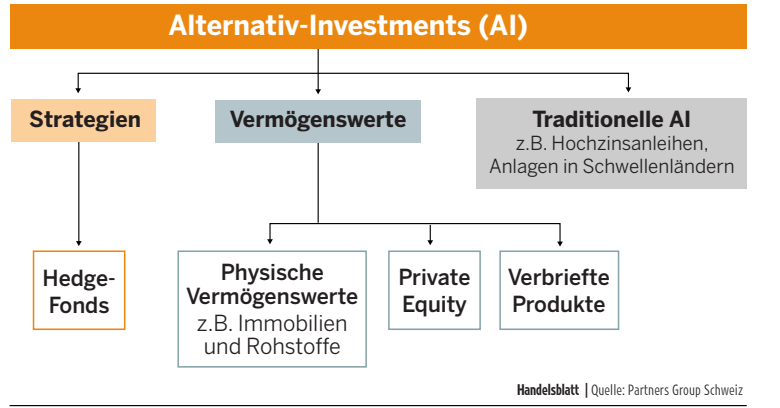 Alternativ-Investments (AI)
Strategien
Vermögenswerte
Traditionelle AI
z.B. Hochzinsanleihen,
Anlagen in Schwellenländern
Hedge-
Fonds
Physische
Vermögenswerte
z.B. Immobilien
und Rohstoffe
Private
Equity
Verbriefte
Produkte
Handelsblatt | Quelle: Partners Group Schweiz